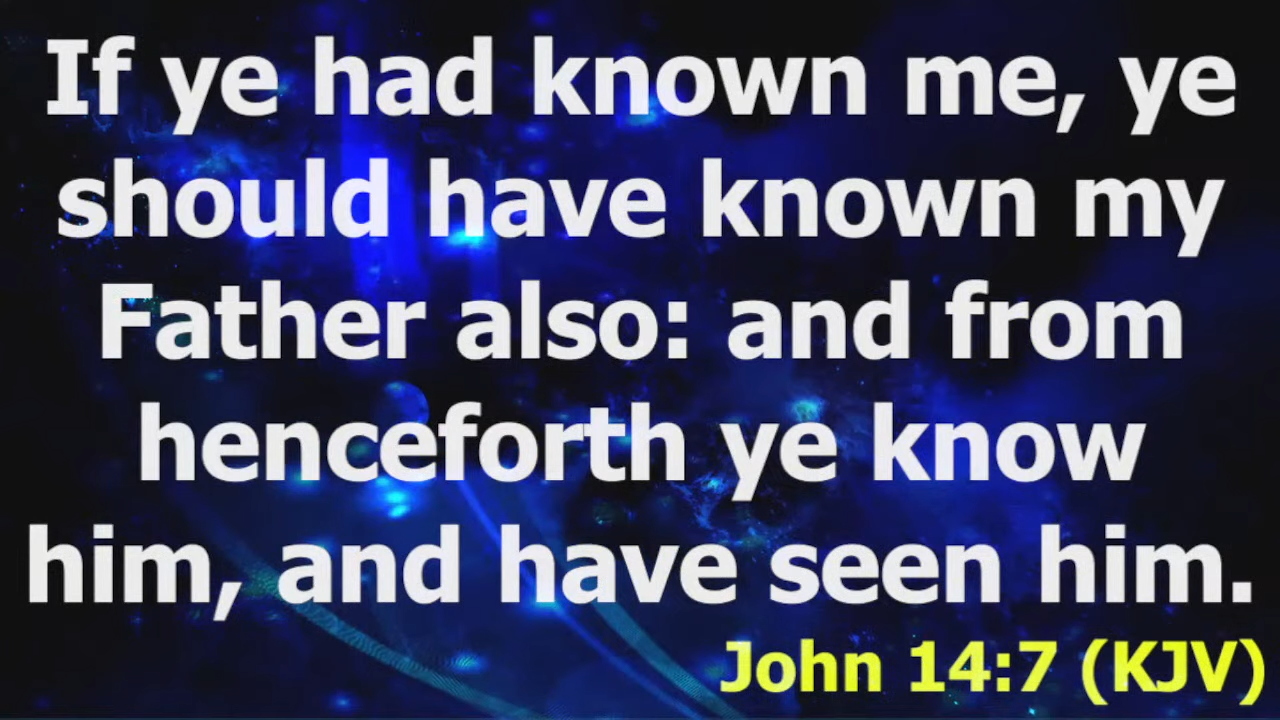 If ye had known me, ye
should have known my
Father also: and from
henceforth ye know
him, and have seen him.
John 14:7 (KJV)